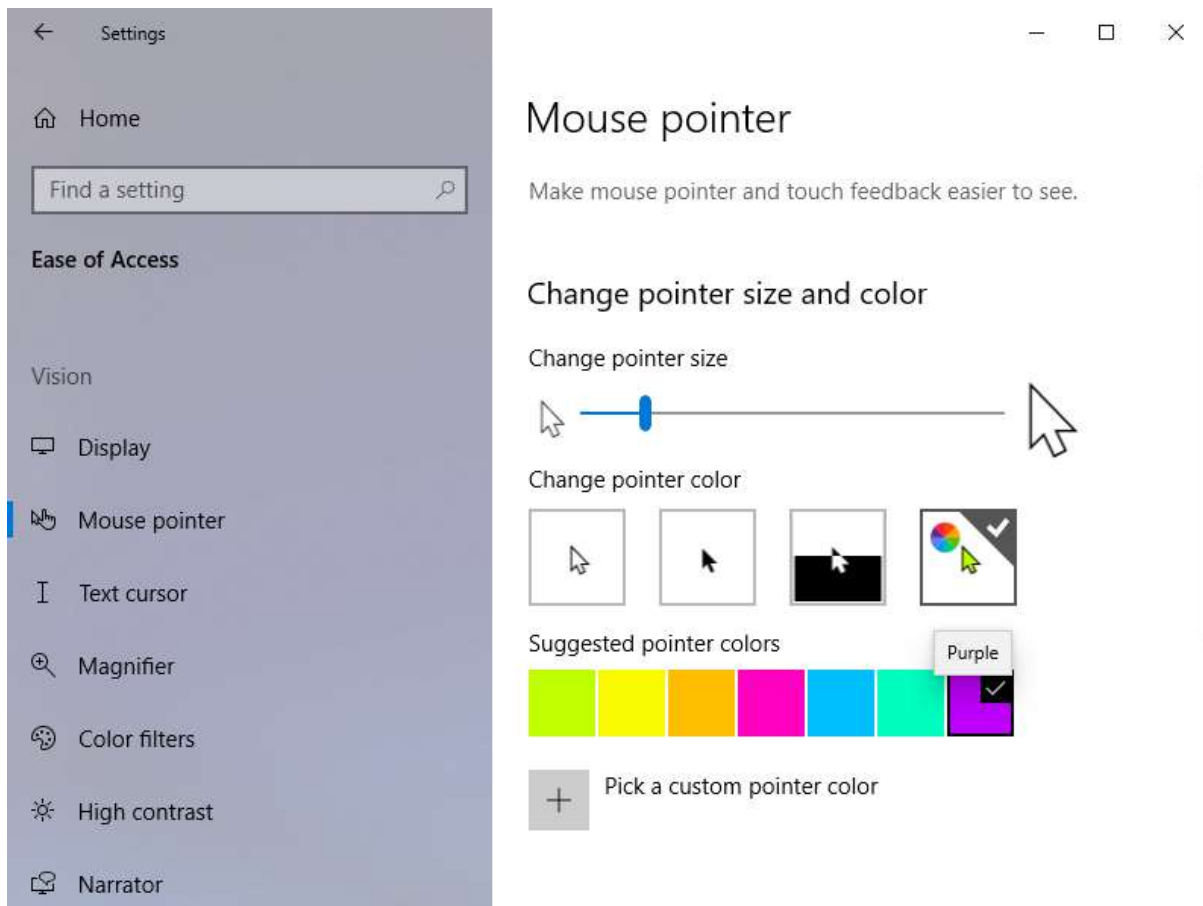 Settings
Home
Find a setting
Ease of Access
Vision
Display
Mouse pointer
Text cursor
Magnifier
Color filters
High contrast
Narrator
Mouse pointer
Make mouse pointer and touch feedback easier to see.
Change pointer size and color
Change pointer size
Change pointer color
Suggested pointer colors
Purple
Pick a custom pointer color